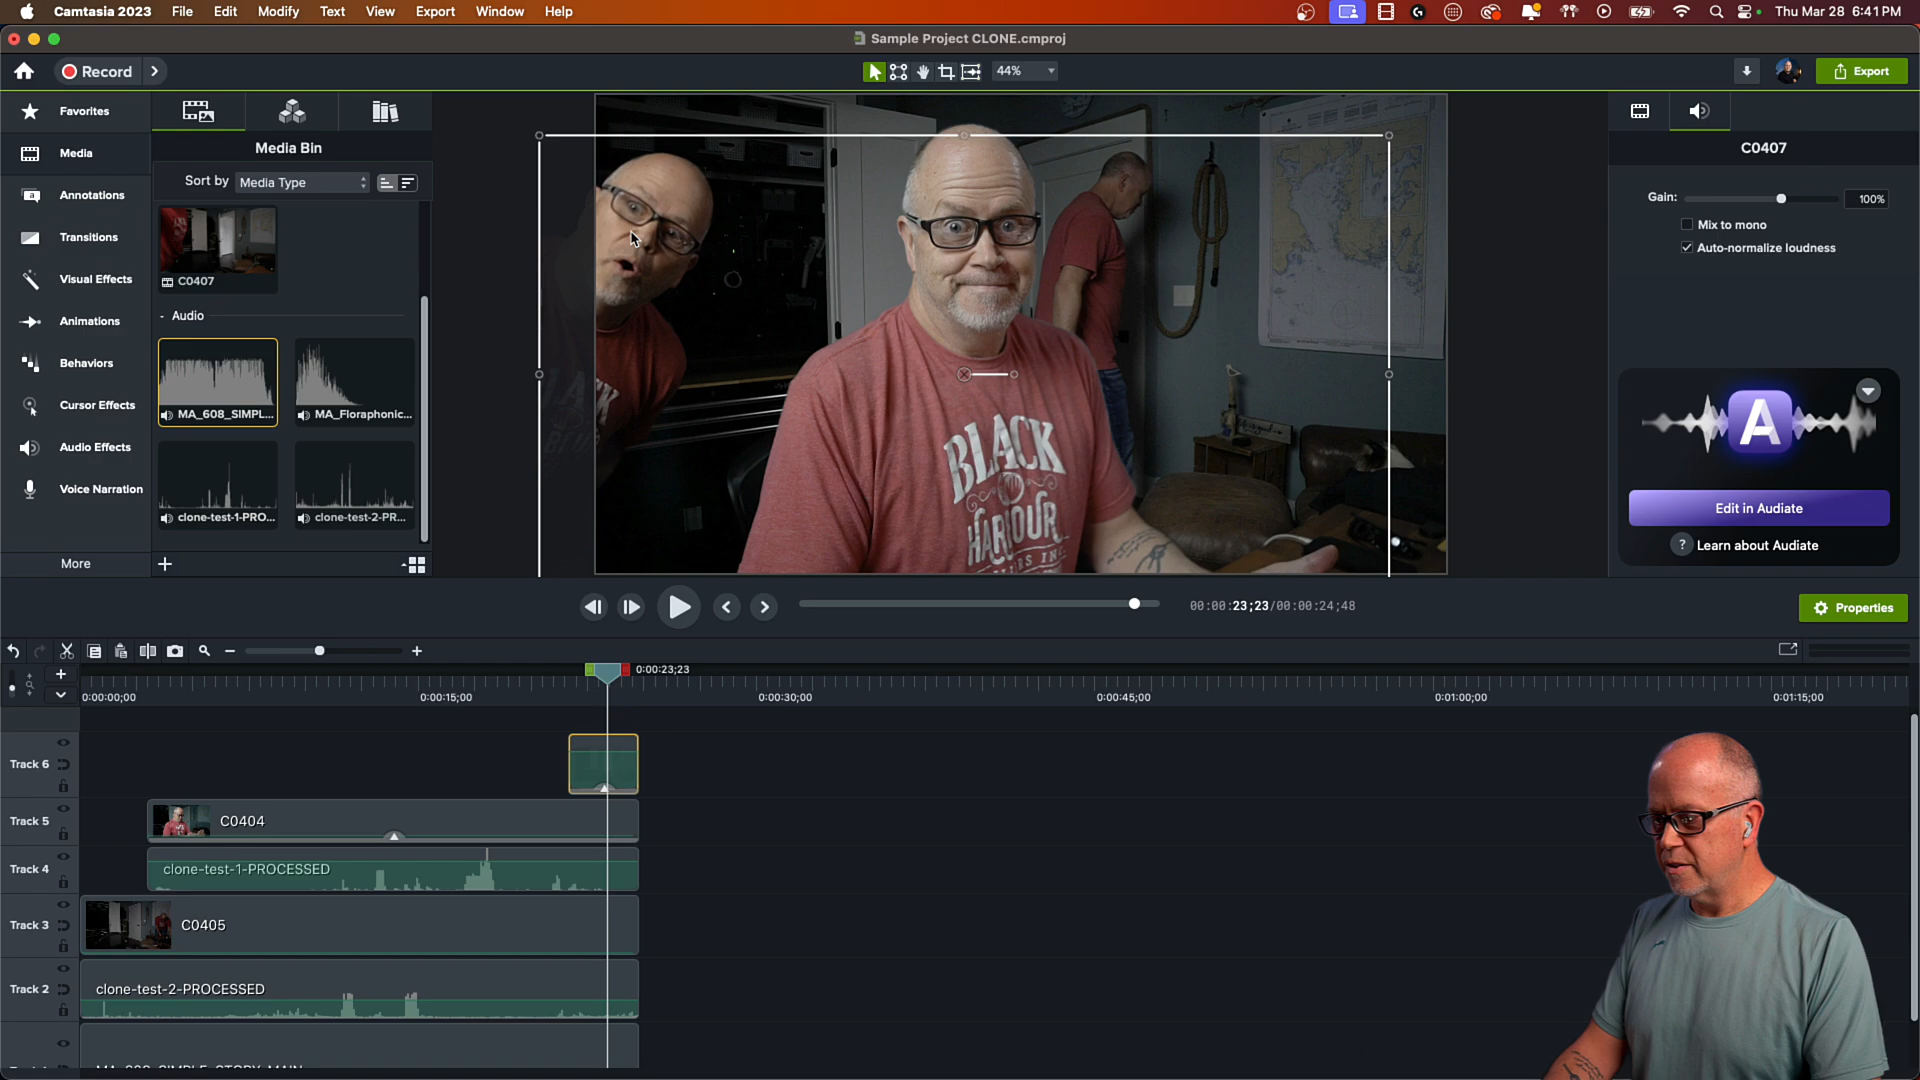 Camtasia 2023 File Edit Modify Text View Export Window Help
Thu Mar 28 6:41 PM
Sample Project CLONE.cmproj
Record
44%
Export
Favorites
Media
Annotations
Transitions
Visual Effects
Animations
Behaviors
Cursor Effects
Audio Effects
Voice Narration
More
Media Bin
Sort by Media Type
C0407
- Audio
MA_608_SIMPL...
MA_Floraphonic...
clone-test-1-PRO...
clone-test-2-PR...
BLACK
HARBOUR
C0407
Gain: 100%
Mix to mono
Auto-normalize loudness
A
Edit in Audiate
? Learn about Audiate
00:00:23;23/00:00:24;48
Properties
0:00:23;23
0:00:00;00 0:00:15;00 0:00:30;00 0:00:45;00 0:01:00;00 0:01:15;00
Track 6
Track 5
C0404
Track 4
clone-test-1-PROCESSED
Track 3
C0405
Track 2
clone-test-2-PROCESSED